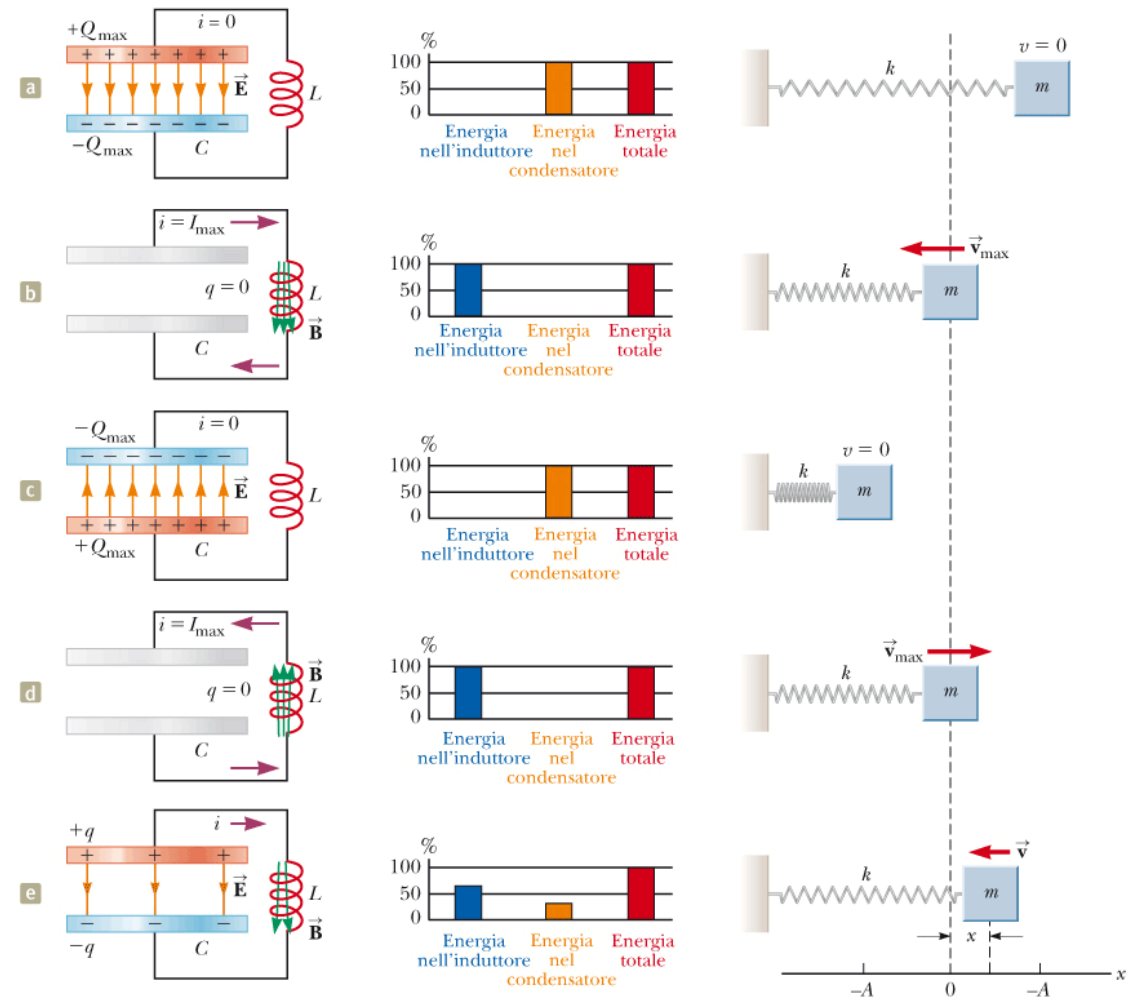 a
+Q_max
i = 0
+ + + + + + +
E⃗
L
− − − − − − −
−Q_max
C
%
100
50
0
Energia nell'induttore
Energia nel condensatore
Energia totale
k
v = 0
m
b
i = I_max
q = 0
L
B⃗
C
%
100
50
0
Energia nell'induttore
Energia nel condensatore
Energia totale
k
v⃗_max
m
c
−Q_max
i = 0
− − − − − − −
E⃗
L
+ + + + + + +
+Q_max
C
%
100
50
0
Energia nell'induttore
Energia nel condensatore
Energia totale
k
v = 0
m
d
i = I_max
q = 0
B⃗
L
C
%
100
50
0
Energia nell'induttore
Energia nel condensatore
Energia totale
v⃗_max
k
m
e
+q
i
+ + +
E⃗
L
− − −
−q
C
B⃗
%
100
50
0
Energia nell'induttore
Energia nel condensatore
Energia totale
k
v⃗
m
x
−A 0 −A x